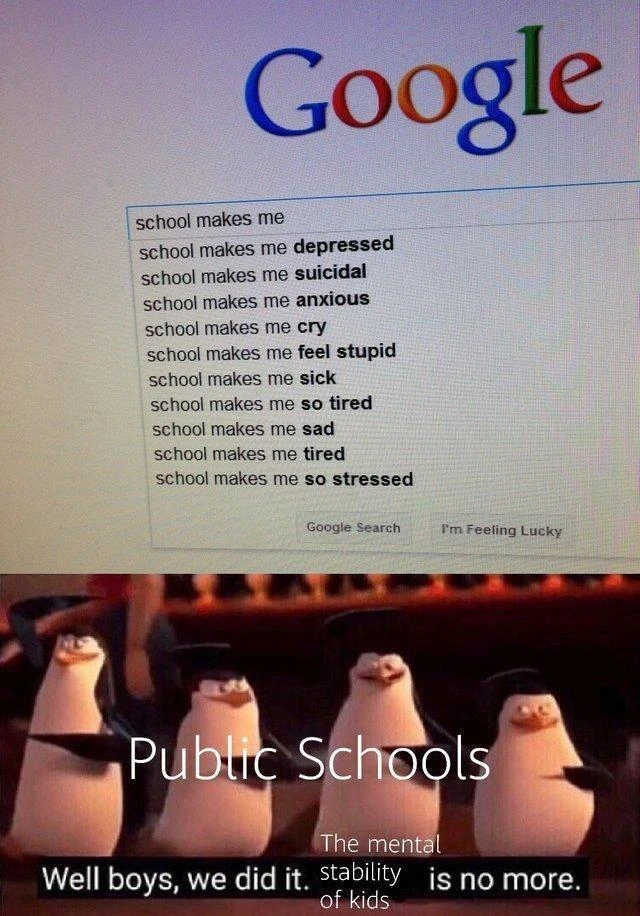 Google
school makes me
school makes me depressed
school makes me suicidal
school makes me anxious
school makes me cry
school makes me feel stupid
school makes me sick
school makes me so tired
school makes me sad
school makes me tired
school makes me so stressed
Google Search I'm Feeling Lucky
Public Schools
Well boys, we did it. The mental stability of kids is no more.